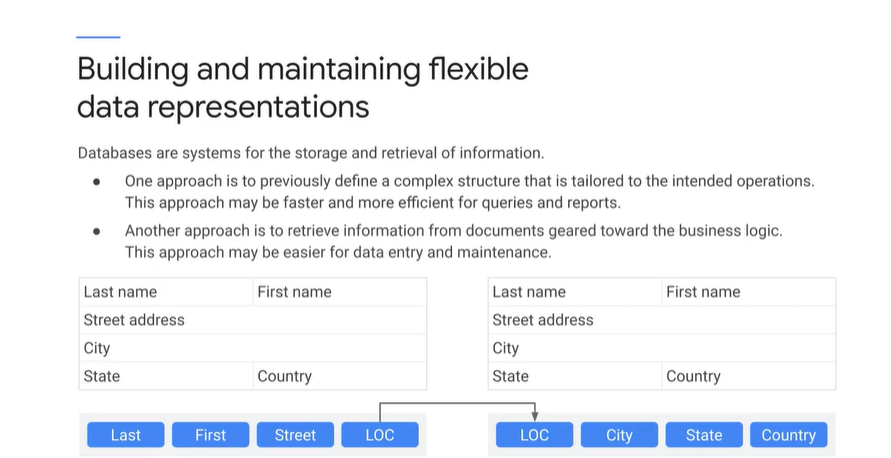 Building and maintaining flexible
data representations
Databases are systems for the storage and retrieval of information.
● One approach is to previously define a complex structure that is tailored to the intended operations.
This approach may be faster and more efficient for queries and reports.
● Another approach is to retrieve information from documents geared toward the business logic.
This approach may be easier for data entry and maintenance.
Last name First name
Street address
City
State Country
Last name First name
Street address
City
State Country
Last First Street LOC
LOC City State Country